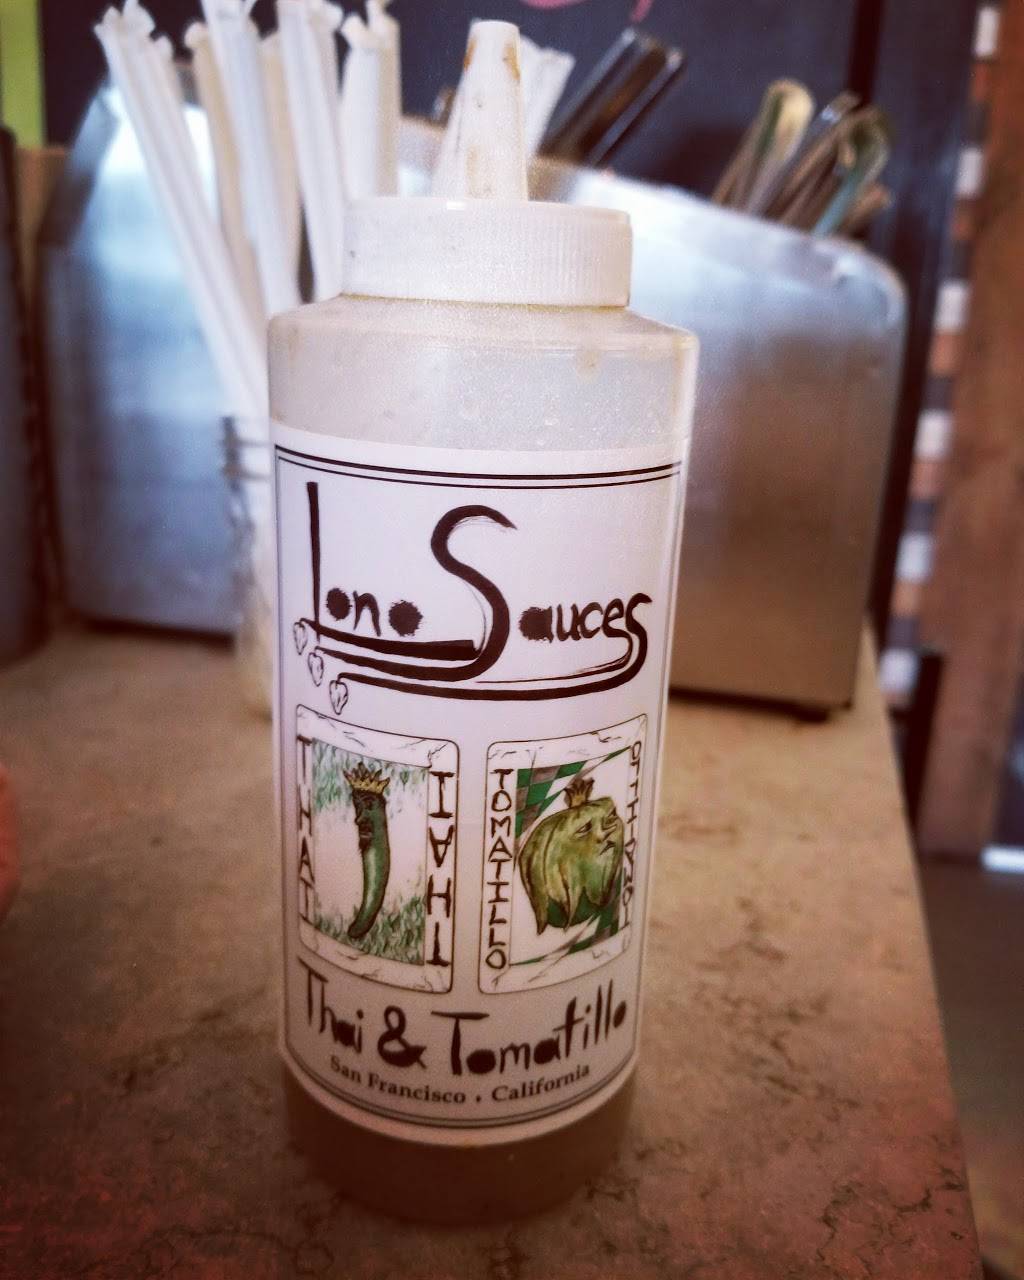 Lono Sauces
THAI
THAI
TOMATILLO
TOMATILLO
Thai & Tomatillo
San Francisco • California